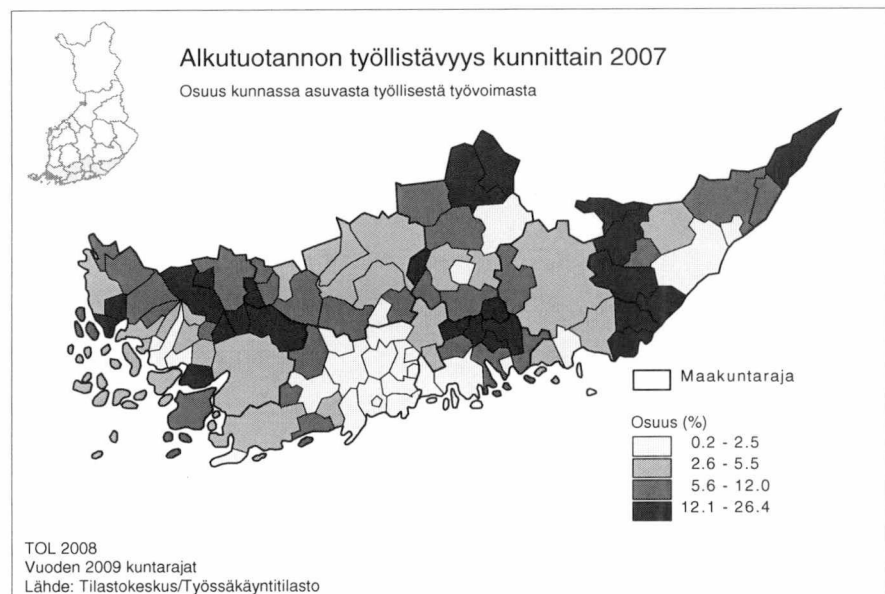 Alkutuotannon työllistävyys kunnittain 2007
Osuus kunnassa asuvasta työllisestä työvoimasta
Maakuntaraja
Osuus (%)
0.2 - 2.5
2.6 - 5.5
5.6 - 12.0
12.1 - 26.4
TOL 2008
Vuoden 2009 kuntarajat
Lähde: Tilastokeskus/Työssäkäyntitilasto